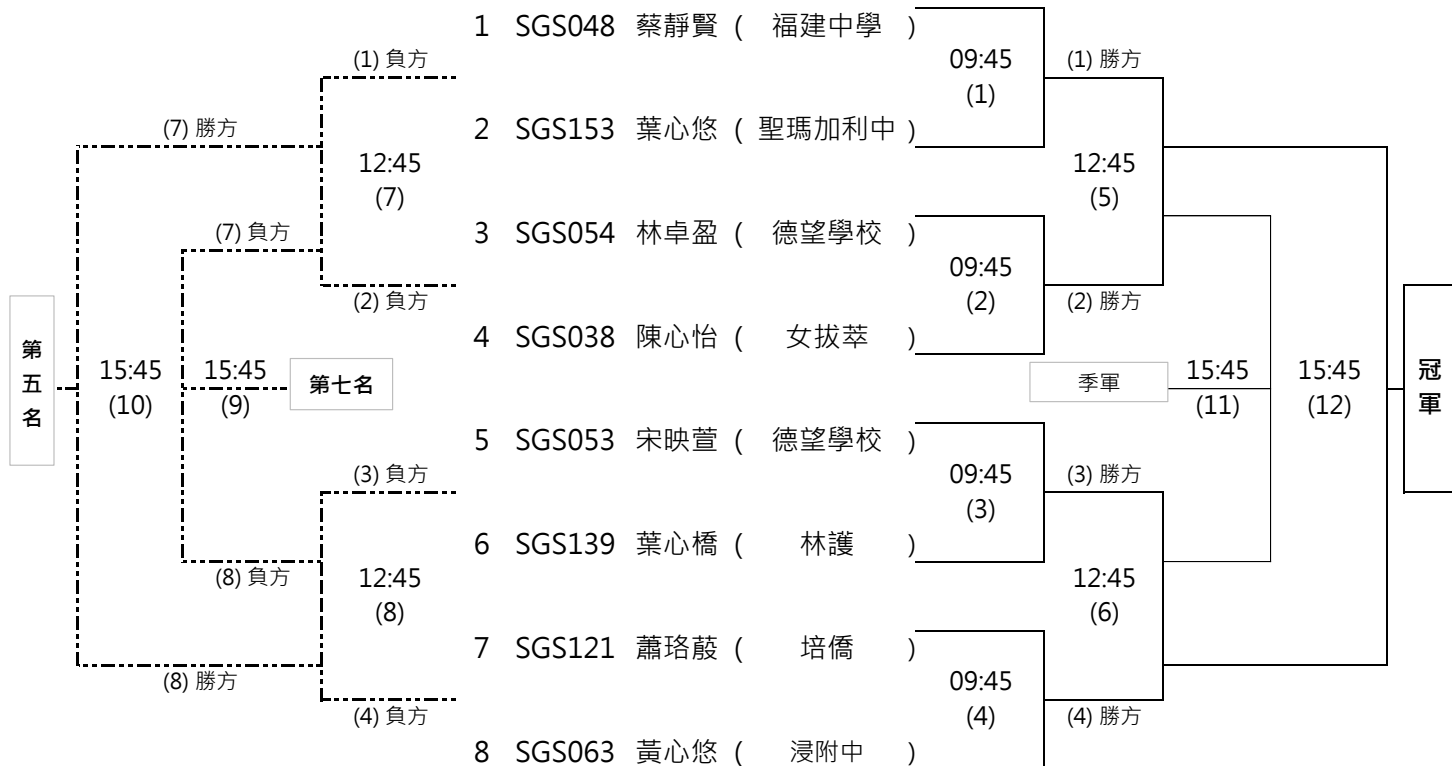 1 SGS048 蔡靜賢 ( 福建中學 )
(1) 負方
09:45
(1)
(1) 勝方
(7) 勝方
2 SGS153 葉心悠 ( 聖瑪加利中 )
12:45
(7)
12:45
(5)
(7) 負方
3 SGS054 林卓盈 ( 德望學校 )
09:45
(2)
(2) 負方
(2) 勝方
4 SGS038 陳心怡 ( 女拔萃 )
第五名
15:45
(10)
15:45
(9)
第七名
季軍
15:45
(11)
15:45
(12)
冠軍
5 SGS053 宋映萱 ( 德望學校 )
(3) 負方
09:45
(3)
(3) 勝方
6 SGS139 葉心橋 ( 林護 )
(8) 負方
12:45
(8)
12:45
(6)
7 SGS121 蕭珞蒑 ( 培僑 )
(8) 勝方
09:45
(4)
(4) 負方
(4) 勝方
8 SGS063 黃心悠 ( 浸附中 )